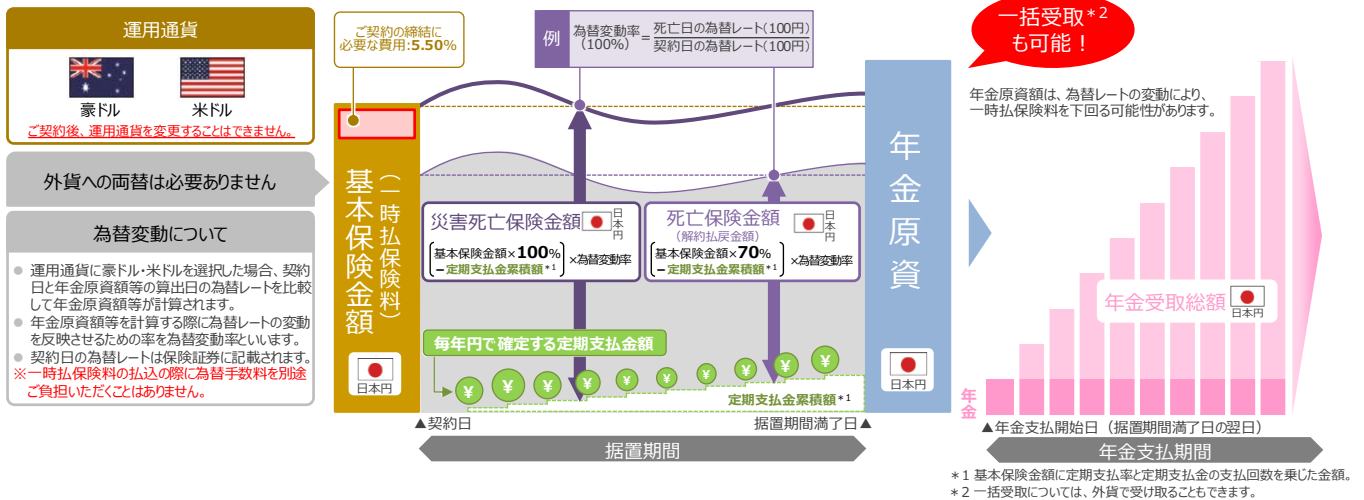 運用通貨
豪ドル
米ドル
ご契約後、運用通貨を変更することはできません。
外貨への両替は必要ありません
為替変動について
● 運用通貨に豪ドル・米ドルを選択した場合、契約
日と年金原資額等の算出日の為替レートを比較
して年金原資額等が計算されます。
● 年金原資額等を計算する際に為替レートの変動
を反映させるための率を為替変動率といいます。
● 契約日の為替レートは保険証券に記載されます。
※一時払保険料の払込の際に為替手数料を別途
ご負担いただくことはありません。
ご契約の締結に
必要な費用:5.50%
例
為替変動率
(100%)
=
死亡日の為替レート(100円)
契約日の為替レート(100円)
基本保険金額
(一時払保険料)
日本円
災害死亡保険金額
日本円
基本保険金額×100%
−定期支払金累積額*1
×為替変動率
死亡保険金額
(解約払戻金額)
日本円
基本保険金額×70%
−定期支払金累積額*1
×為替変動率
毎年円で確定する定期支払金額
¥ ¥ ¥ ¥ ¥ ¥ ¥ ¥ ¥ ¥
定期支払金累積額*1
▲契約日
据置期間満了日▲
据置期間
年金原資
日本円
一括受取*2
も可能！
年金原資額は、為替レートの変動により、
一時払保険料を下回る可能性があります。
年金受取総額
日本円
年金
▲年金支払開始日（据置期間満了日の翌日）
年金支払期間
*1 基本保険金額に定期支払率と定期支払金の支払回数を乗じた金額。
*2 一括受取については、外貨で受け取ることもできます。